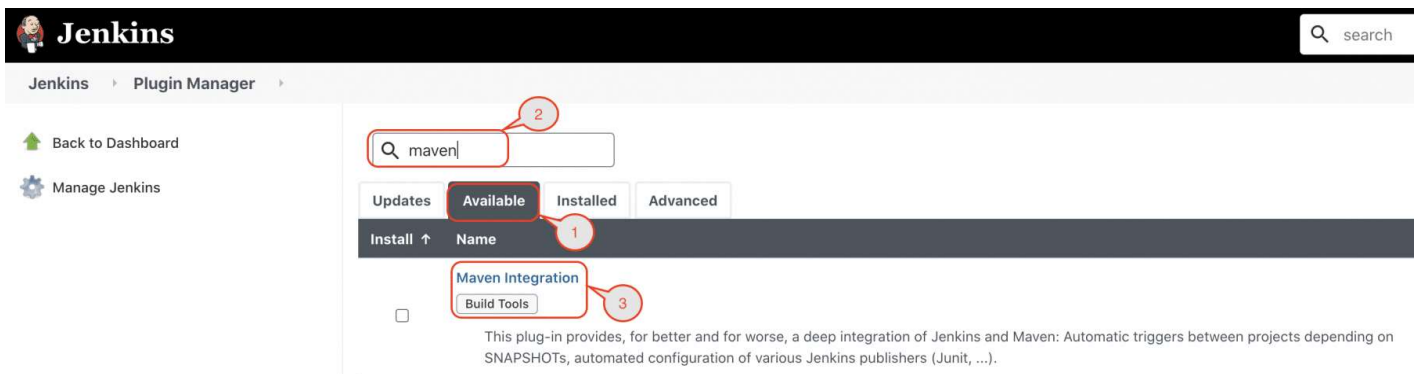 Jenkins
search
Jenkins Plugin Manager
Back to Dashboard
Manage Jenkins
2
maven
Updates Available Installed Advanced
1
Install ↑ Name
Maven Integration
Build Tools
3
This plug-in provides, for better and for worse, a deep integration of Jenkins and Maven: Automatic triggers between projects depending on
SNAPSHOTs, automated configuration of various Jenkins publishers (Junit, ...).